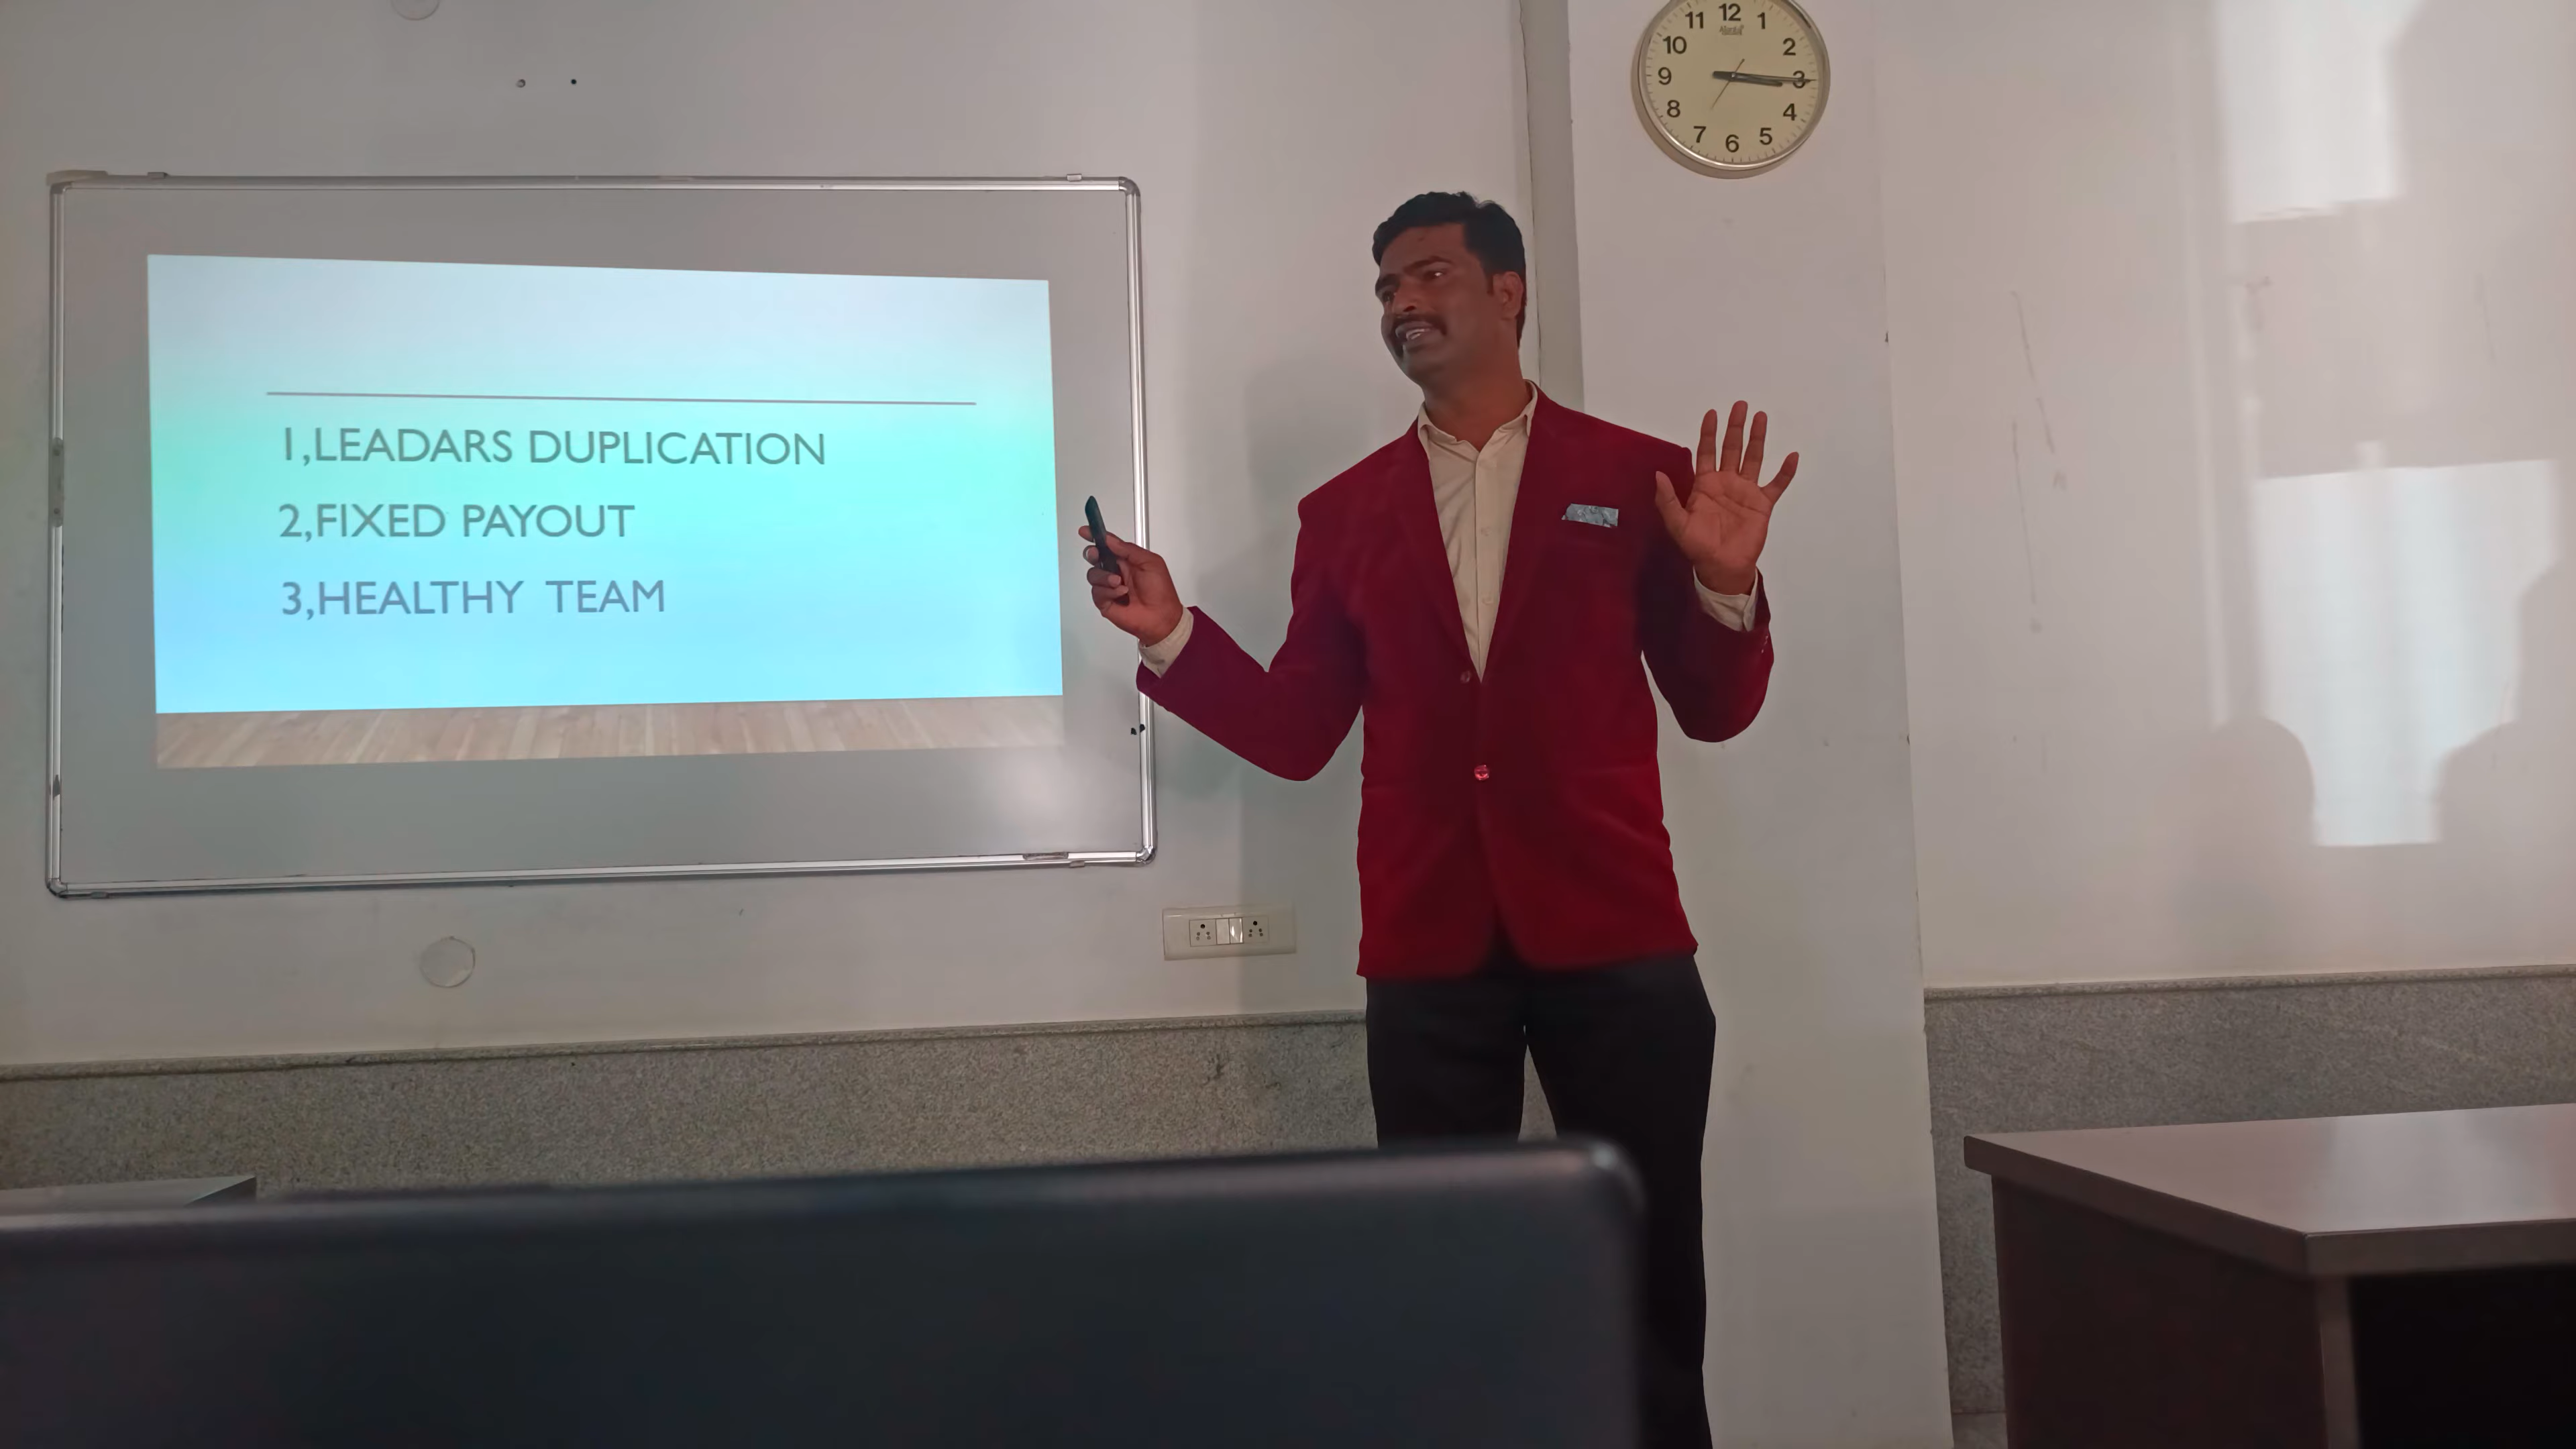 1,LEADARS DUPLICATION
2,FIXED PAYOUT
3,HEALTHY TEAM
12
11 1
10 2
9 3
8 4
7 5
6